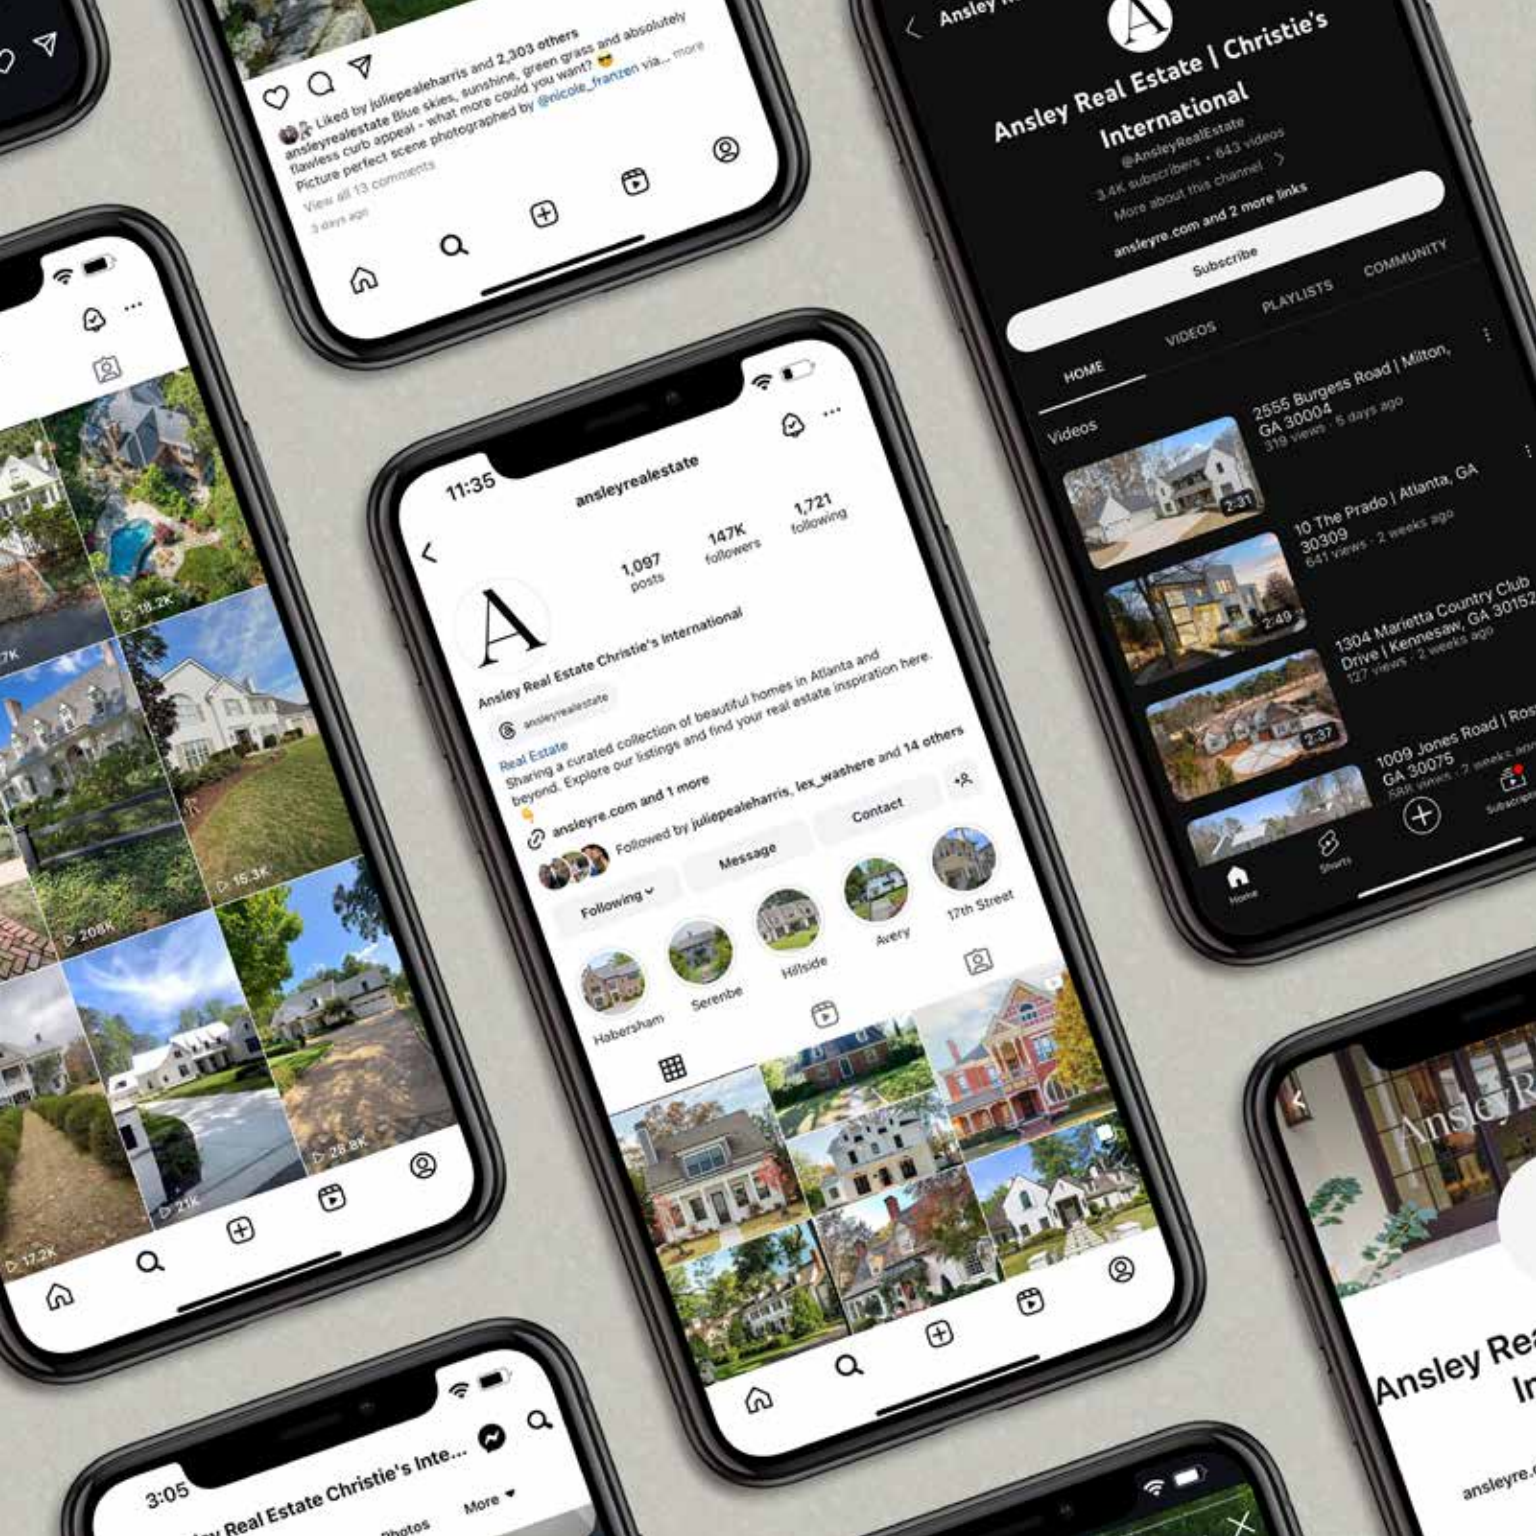 Liked by juliepealeharris and 2,303 others
ansleyrealestate Blue skies, sunshine, green grass and absolutely
flawless curb appeal - what more could you want? 😎
Picture perfect scene photographed by @nicole_franzen via... more
View all 13 comments
3 days ago
Ansley Real Estate | Christie's
International
@AnsleyRealEstate
3.4K subscribers • 643 videos
More about this channel
ansleyre.com and 2 more links
Subscribe
HOME
VIDEOS
PLAYLISTS
COMMUNITY
Videos
2555 Burgess Road | Milton,
GA 30004
319 views · 5 days ago
2:31
10 The Prado | Atlanta, GA
30309
641 views · 2 weeks ago
2:49
1304 Marietta Country Club
Drive | Kennesaw, GA 30152
127 views · 2 weeks ago
2:37
1009 Jones Road | Ros
GA 30075
Home
Shorts
18.2K
7K
15.3K
208K
28.8K
21K
17.2K
11:35
ansleyrealestate
1,097
posts
147K
followers
1,721
following
A
Ansley Real Estate Christie's International
ansleyrealestate
Real Estate
Sharing a curated collection of beautiful homes in Atlanta and
beyond. Explore our listings and find your real estate inspiration here.
👇
ansleyre.com and 1 more
Followed by juliepealeharris, lex_washere and 14 others
Following
Message
Contact
Habersham
Serenbe
Hillside
Avery
17th Street
3:05
ley Real Estate Christie's Inte...
Photos
More
AnsleyR
Ansley Rea
In
ansleyre.c